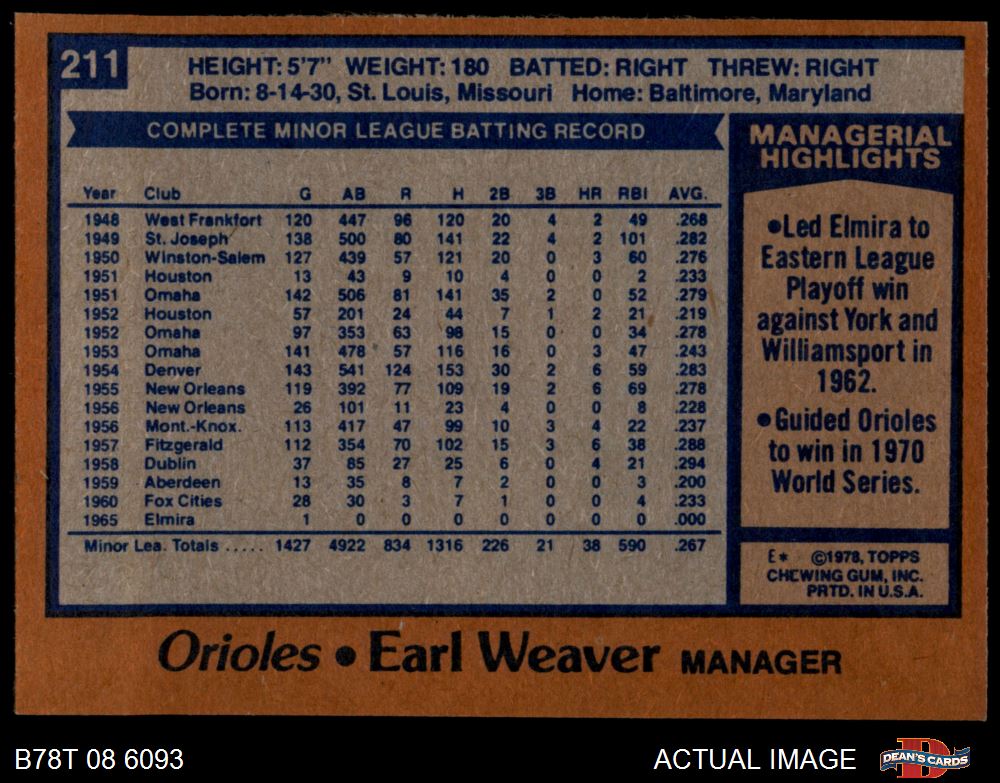 211
HEIGHT: 5'7" WEIGHT: 180 BATTED: RIGHT THREW: RIGHT
Born: 8-14-30, St. Louis, Missouri Home: Baltimore, Maryland
COMPLETE MINOR LEAGUE BATTING RECORD
Year Club G AB R H 2B 3B HR RBI AVG.
1948 West Frankfort 120 447 96 120 20 4 2 49 .268
1949 St. Joseph 138 500 80 141 22 4 2 101 .282
1950 Winston-Salem 127 439 57 121 20 0 3 60 .276
1951 Houston 13 43 9 10 4 0 0 2 .233
1951 Omaha 142 506 81 141 35 2 0 52 .279
1952 Houston 57 201 24 44 7 1 2 21 .219
1952 Omaha 97 353 63 98 15 0 0 34 .278
1953 Omaha 141 478 57 116 16 0 3 47 .243
1954 Denver 143 541 124 153 30 2 6 59 .283
1955 New Orleans 119 392 77 109 19 2 6 69 .278
1956 New Orleans 26 101 11 23 4 0 0 8 .228
1956 Mont.-Knox. 113 417 47 99 10 3 4 22 .237
1957 Fitzgerald 112 354 70 102 15 3 6 38 .288
1958 Dublin 37 85 27 25 6 0 4 21 .294
1959 Aberdeen 13 35 8 7 2 0 0 3 .200
1960 Fox Cities 28 30 3 7 1 0 0 4 .233
1965 Elmira 1 0 0 0 0 0 0 0 .000
Minor Lea. Totals ..... 1427 4922 834 1316 226 21 38 590 .267
MANAGERIAL
HIGHLIGHTS
•Led Elmira to
Eastern League
Playoff win
against York and
Williamsport in
1962.
•Guided Orioles
to win in 1970
World Series.
E* ©1978, TOPPS
CHEWING GUM, INC.
PRTD. IN U.S.A.
Orioles • Earl Weaver MANAGER
B78T 08 6093
ACTUAL IMAGE
DEAN'S CARDS